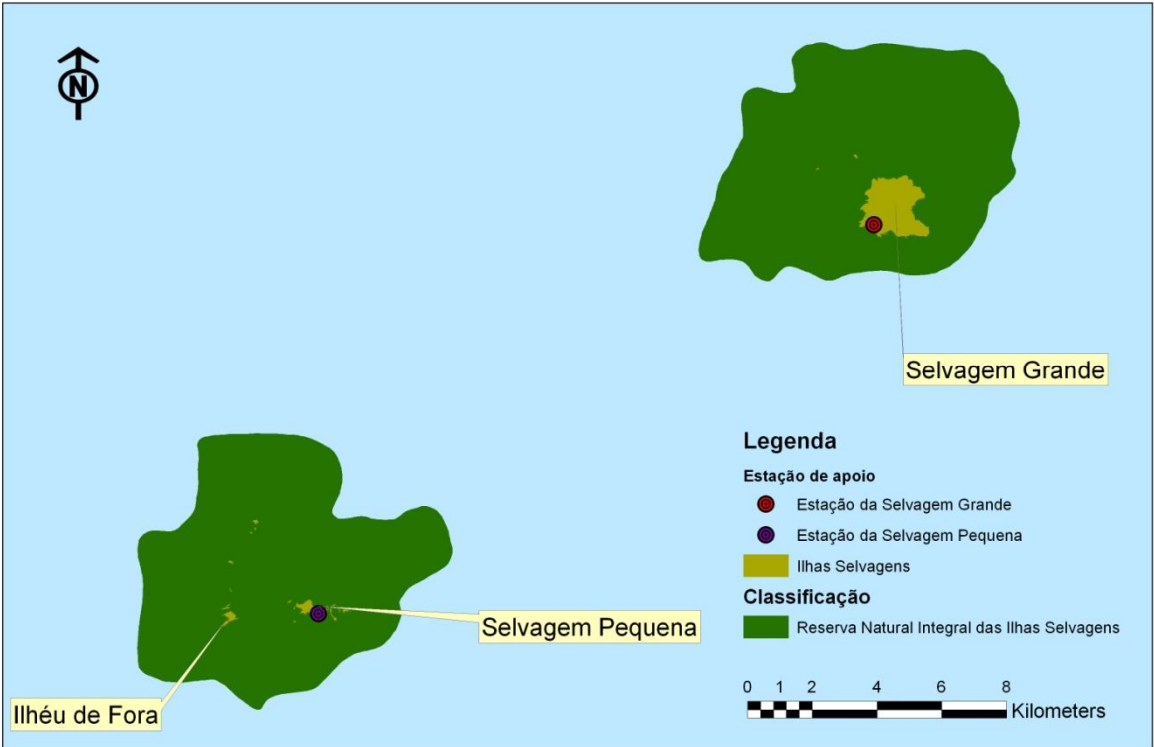 N
Selvagem Grande
Selvagem Pequena
Ilhéu de Fora
Legenda
Estação de apoio
Estação da Selvagem Grande
Estação da Selvagem Pequena
Ilhas Selvagens
Classificação
Reserva Natural Integral das Ilhas Selvagens
0 1 2 4 6 8
Kilometers